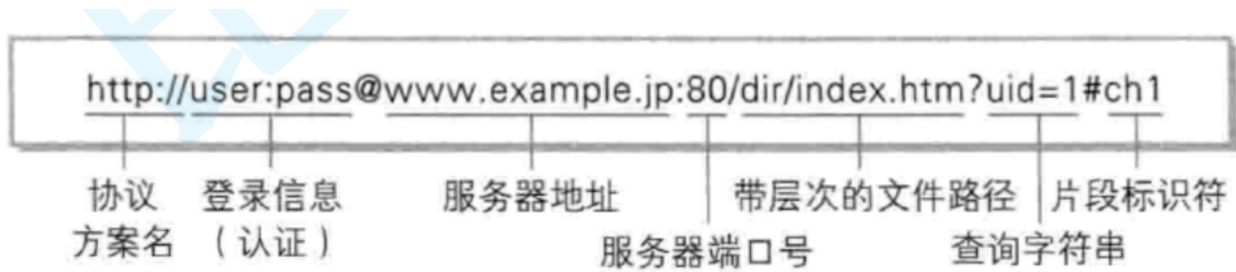 http://user:pass@www.example.jp:80/dir/index.htm?uid=1#ch1
协议 登录信息 服务器地址 带层次的文件路径 片段标识符
方案名 （认证） 服务器端口号 查询字符串